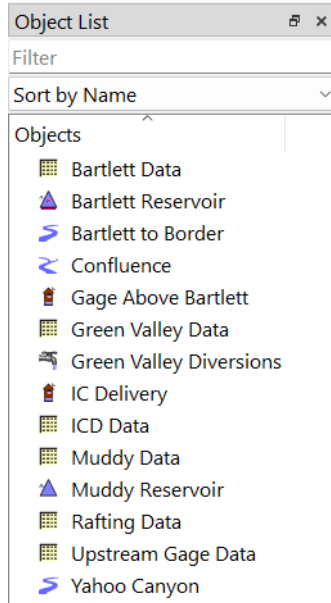 Object List
Filter
Sort by Name
Objects
Bartlett Data
Bartlett Reservoir
Bartlett to Border
Confluence
Gage Above Bartlett
Green Valley Data
Green Valley Diversions
IC Delivery
ICD Data
Muddy Data
Muddy Reservoir
Rafting Data
Upstream Gage Data
Yahoo Canyon